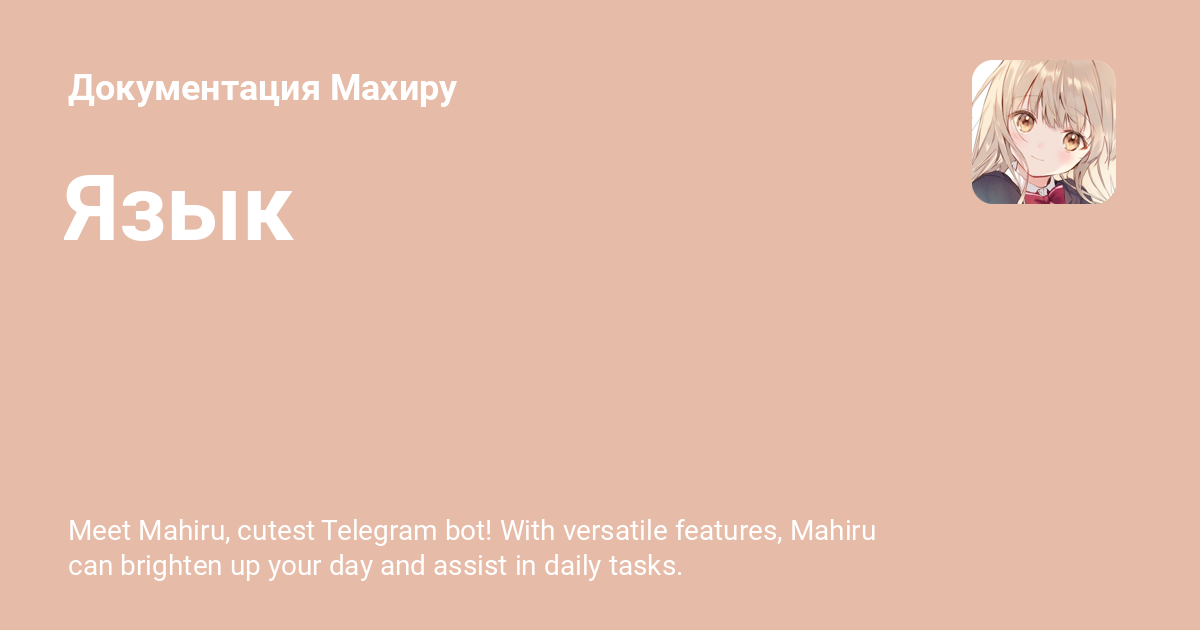 Документация Махиру
Язык
Meet Mahiru, cutest Telegram bot! With versatile features, Mahiru
can brighten up your day and assist in daily tasks.